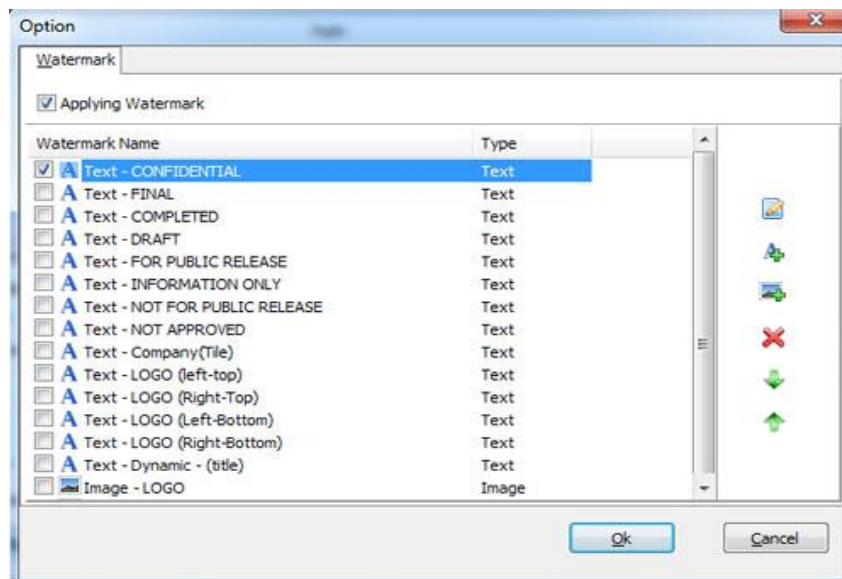 Option
Watermark
Applying Watermark
Watermark Name Type
Text - CONFIDENTIAL Text
Text - FINAL Text
Text - COMPLETED Text
Text - DRAFT Text
Text - FOR PUBLIC RELEASE Text
Text - INFORMATION ONLY Text
Text - NOT FOR PUBLIC RELEASE Text
Text - NOT APPROVED Text
Text - Company(Tile) Text
Text - LOGO (left-top) Text
Text - LOGO (Right-Top) Text
Text - LOGO (Left-Bottom) Text
Text - LOGO (Right-Bottom) Text
Text - Dynamic - (title) Text
Image - LOGO Image
Ok Cancel